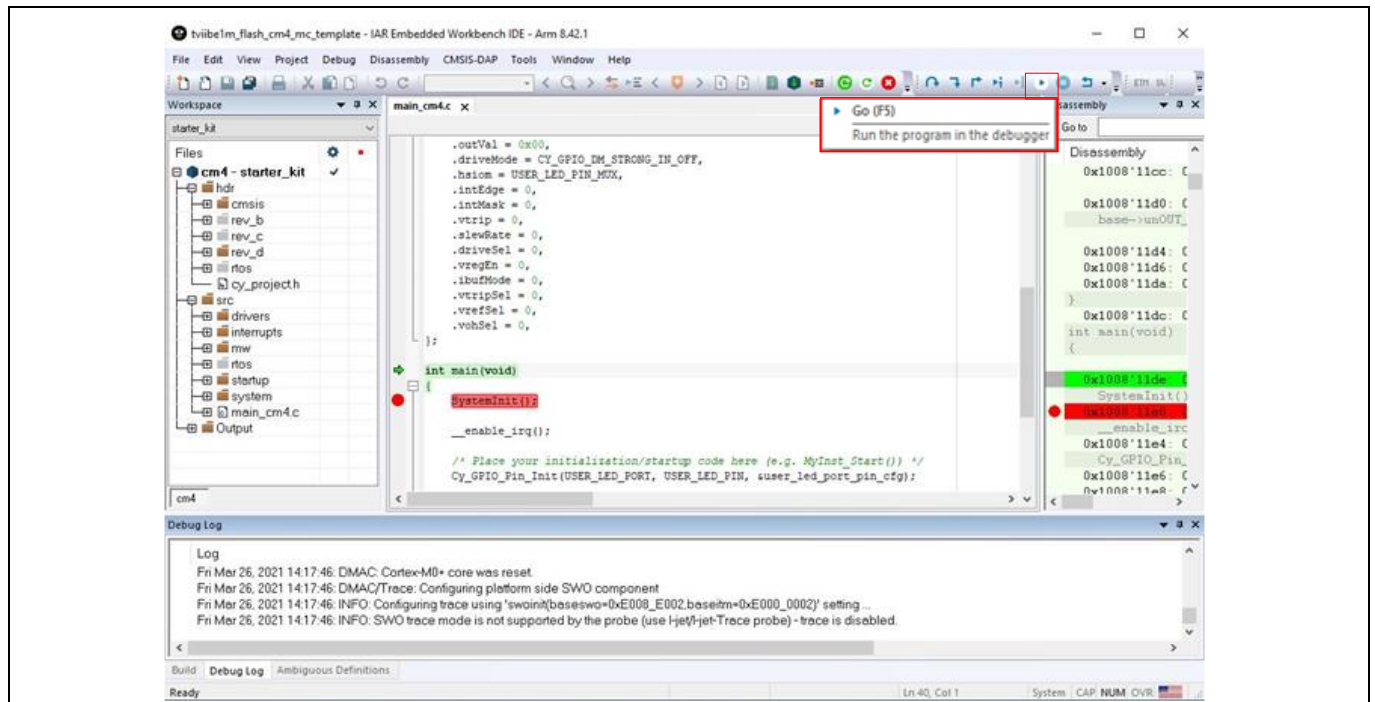 tviibe1m_flash_cm4_mc_template - IAR Embedded Workbench IDE - Arm 8.42.1
File Edit View Project Debug Disassembly CMSIS-DAP Tools Window Help
Workspace
main_cm4.c
Go (F5)
Run the program in the debugger
starter_kit
Files
cm4 - starter_kit
hdr
cmsis
rev_b
rev_c
rev_d
rtos
cy_project.h
src
drivers
interrupts
mw
rtos
startup
system
main_cm4.c
Output
cm4
.outVal = 0x00,
.driveMode = CY_GPIO_DM_STRONG_IN_OFF,
.hsiom = USER_LED_PIN_MUX,
.intEdge = 0,
.intMask = 0,
.vtrip = 0,
.slewRate = 0,
.driveSel = 0,
.vregEn = 0,
.ibufMode = 0,
.vtripSel = 0,
.vrefSel = 0,
.vohSel = 0,
};
int main(void)
{
SystemInit();
__enable_irq();
/* Place your initialization/startup code here (e.g. MyInst_Start()) */
Cy_GPIO_Pin_Init(USER_LED_PORT, USER_LED_PIN, &user_led_port_pin_cfg);
sassembly
Go to
Disassembly
0x1008'11cc:
0x1008'11d0:
base->unOUT_
0x1008'11d4:
0x1008'11d6:
0x1008'11da:
}
0x1008'11dc:
int main(void)
{
0x1008'11de:
SystemInit()
0x1008'11e0:
__enable_irc
0x1008'11e4:
Cy_GPIO_Pin_
0x1008'11e6:
0x1008'11e8:
Debug Log
Log
Fri Mar 26, 2021 14:17:46: DMAC: Cortex-M0+ core was reset.
Fri Mar 26, 2021 14:17:46: DMAC/Trace: Configuring platform side SWO component
Fri Mar 26, 2021 14:17:46: INFO: Configuring trace using 'swoinit(baseswo=0xE008_E002,baseitm=0xE000_0002)' setting ...
Fri Mar 26, 2021 14:17:46: INFO: SWO trace mode is not supported by the probe (use I-jet/I-jet-Trace probe) - trace is disabled.
Build Debug Log Ambiguous Definitions
Ready
Ln 40, Col 1
System CAP NUM OVR